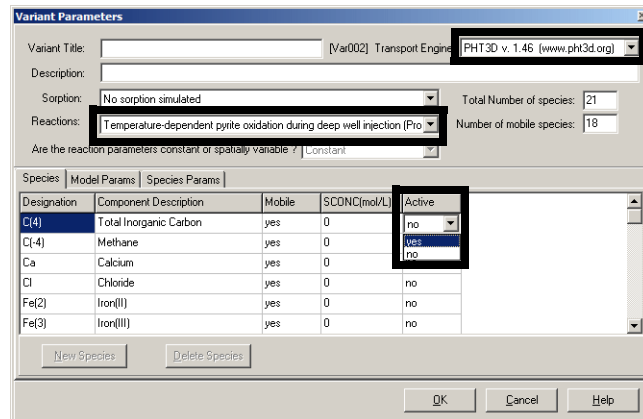 Variant Parameters
Variant Title: [Var002] Transport Engine PHT3D v. 1.46 (www.pht3d.org)
Description:
Sorption: No sorption simulated Total Number of species: 21
Reactions: Temperature-dependent pyrite oxidation during deep well injection (Pro Number of mobile species: 18
Are the reaction parameters constant or spatially variable ? Constant
Species Model Params Species Params
Designation Component Description Mobile SCONC(mol/L) Active
C(4) Total Inorganic Carbon yes 0 no
C(-4) Methane yes 0 yes
Ca Calcium yes 0 no
Cl Chloride yes 0 no
Fe(2) Iron(II) yes 0 no
Fe(3) Iron(III) yes 0 no
New Species Delete Species
OK Cancel Help